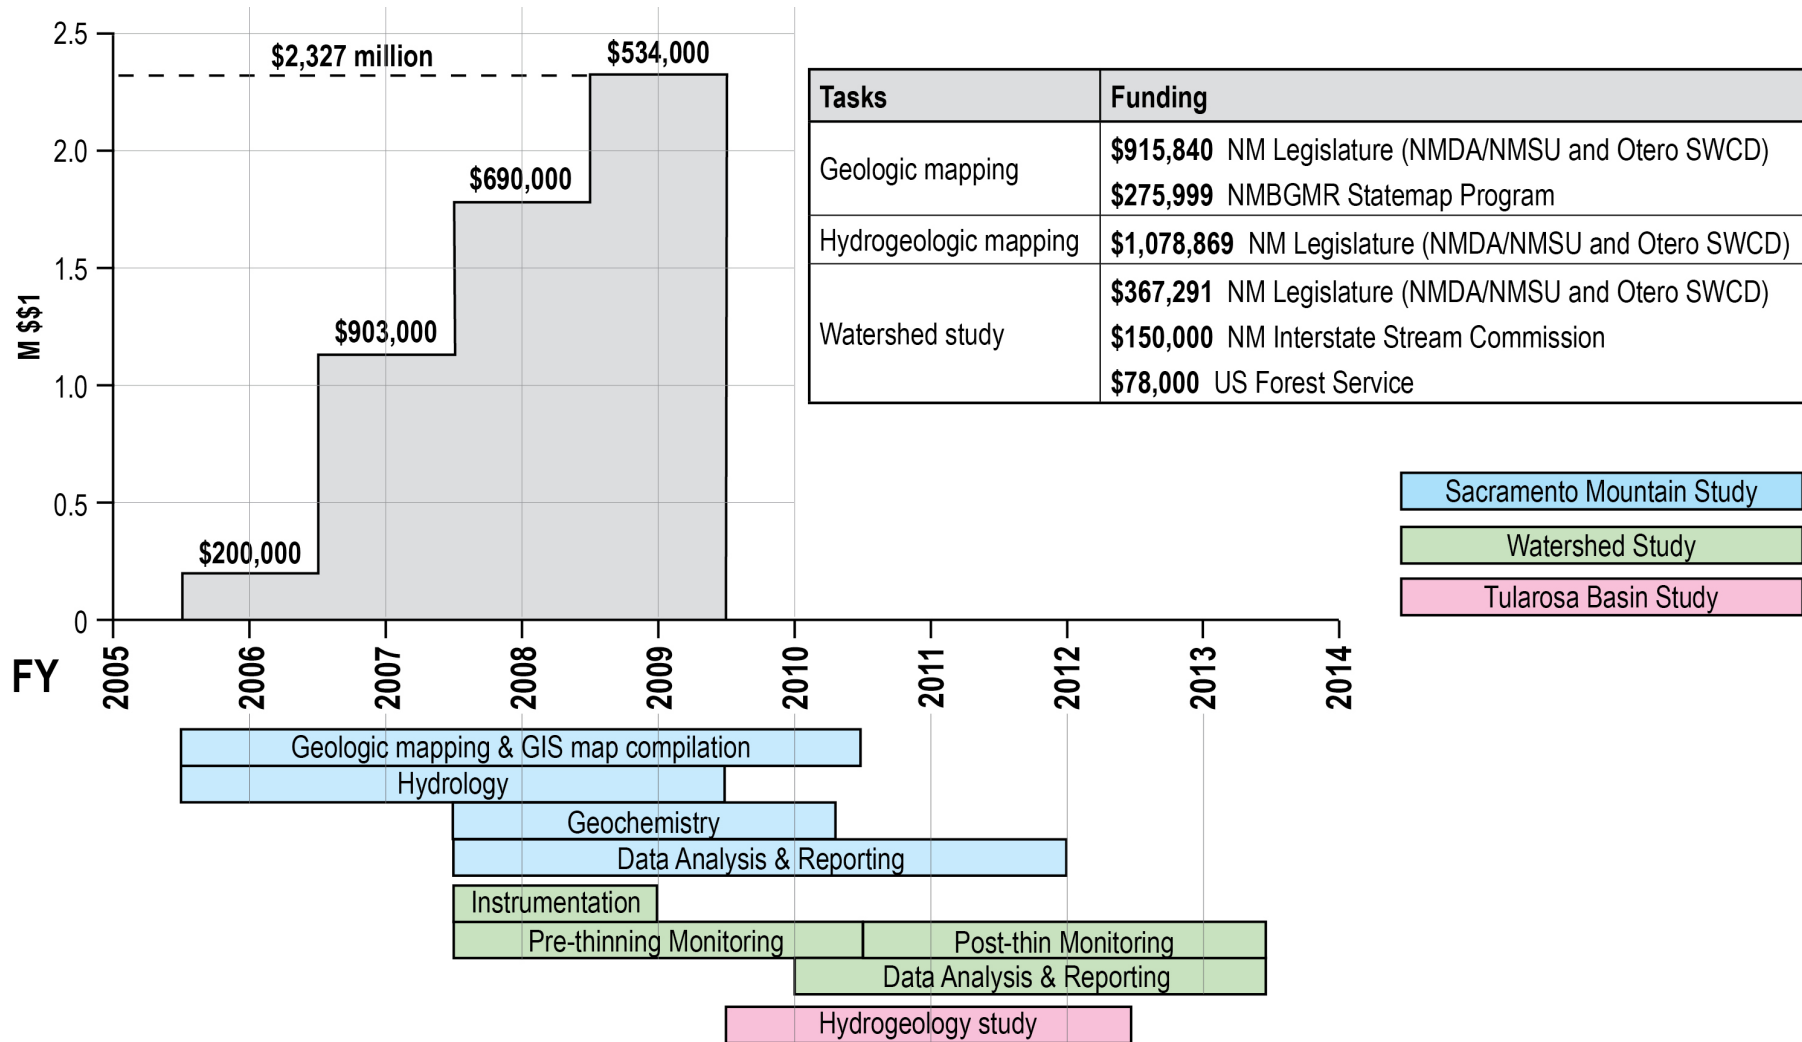 2.5
2.0
1.5
1.0
0.5
0
M $$1
$2,327 million
$534,000
$690,000
$903,000
$200,000
FY
2005
2006
2007
2008
2009
2010
2011
2012
2013
2014
Tasks Funding
Geologic mapping
$915,840 NM Legislature (NMDA/NMSU and Otero SWCD)
$275,999 NMBGMR Statemap Program
Hydrogeologic mapping $1,078,869 NM Legislature (NMDA/NMSU and Otero SWCD)
Watershed study
$367,291 NM Legislature (NMDA/NMSU and Otero SWCD)
$150,000 NM Interstate Stream Commission
$78,000 US Forest Service
Sacramento Mountain Study
Watershed Study
Tularosa Basin Study
Geologic mapping & GIS map compilation
Hydrology
Geochemistry
Data Analysis & Reporting
Instrumentation
Pre-thinning Monitoring Post-thin Monitoring
Data Analysis & Reporting
Hydrogeology study